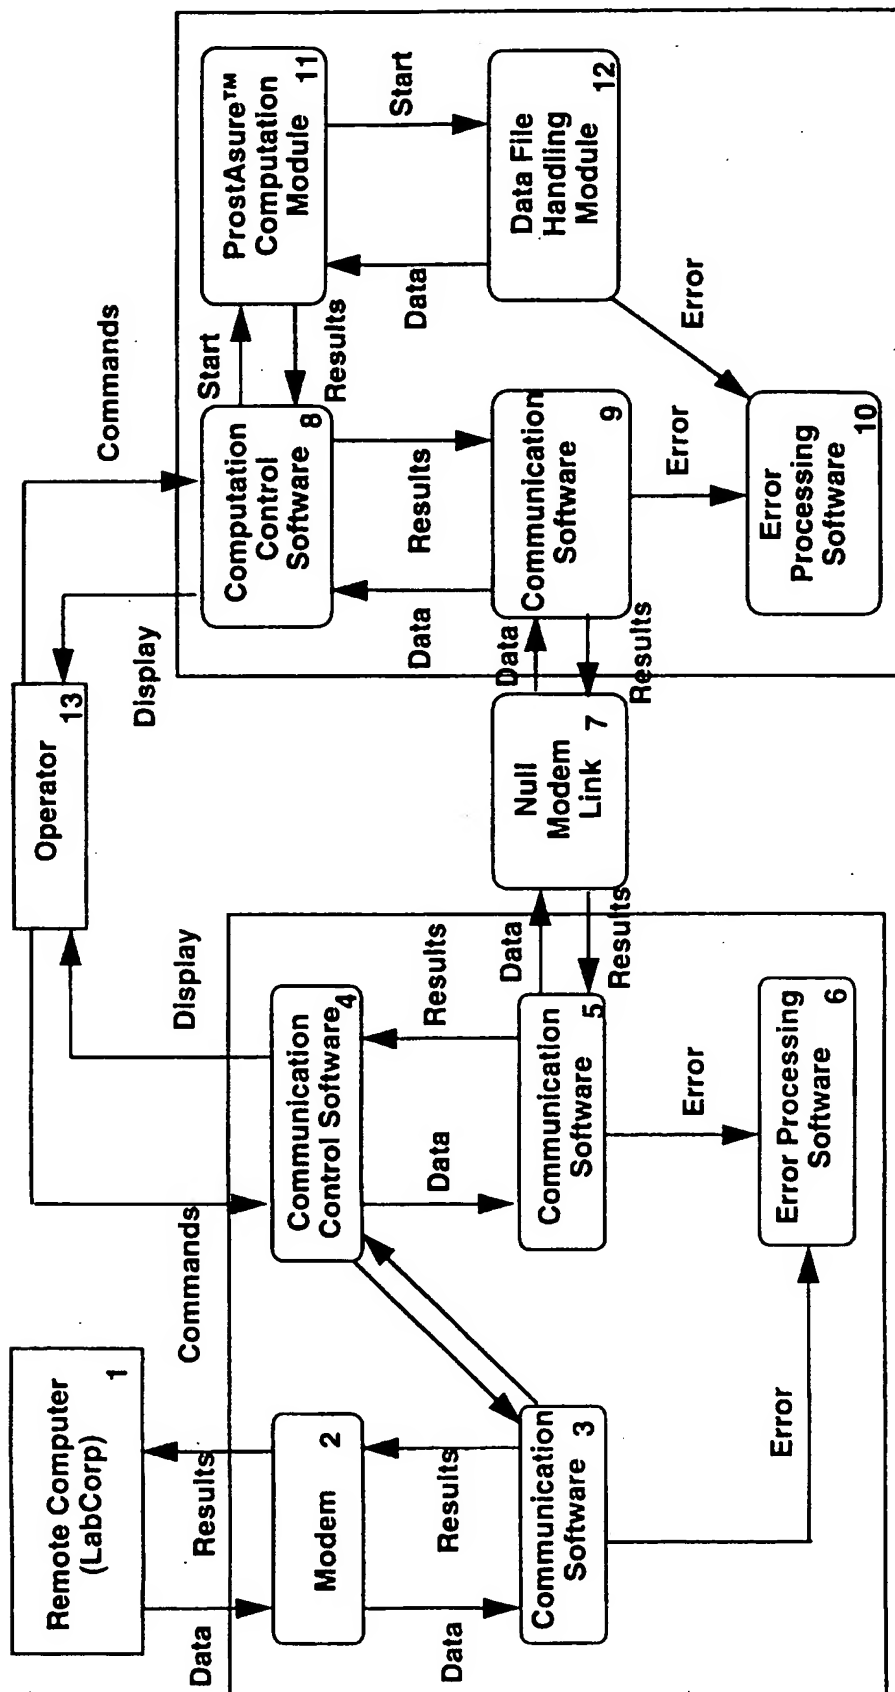 Remote Computer
(LabCorp)
1
Data
Results
Modem
2
Data
Results
Communication
Software
3
Error
Commands
Display
Communication
Control Software
4
Data
Results
Communication
Software
5
Error
Error Processing
Software
6
Data
Results
Null
Modem
Link
7
Data
Results
Operator
13
Display
Commands
Computation
Control
Software
8
Start
Results
Data
Results
Communication
Software
9
Error
Error
Processing
Software
10
ProstAsure™
Computation
Module
11
Data
Start
Data File
Handling
Module
12
Error